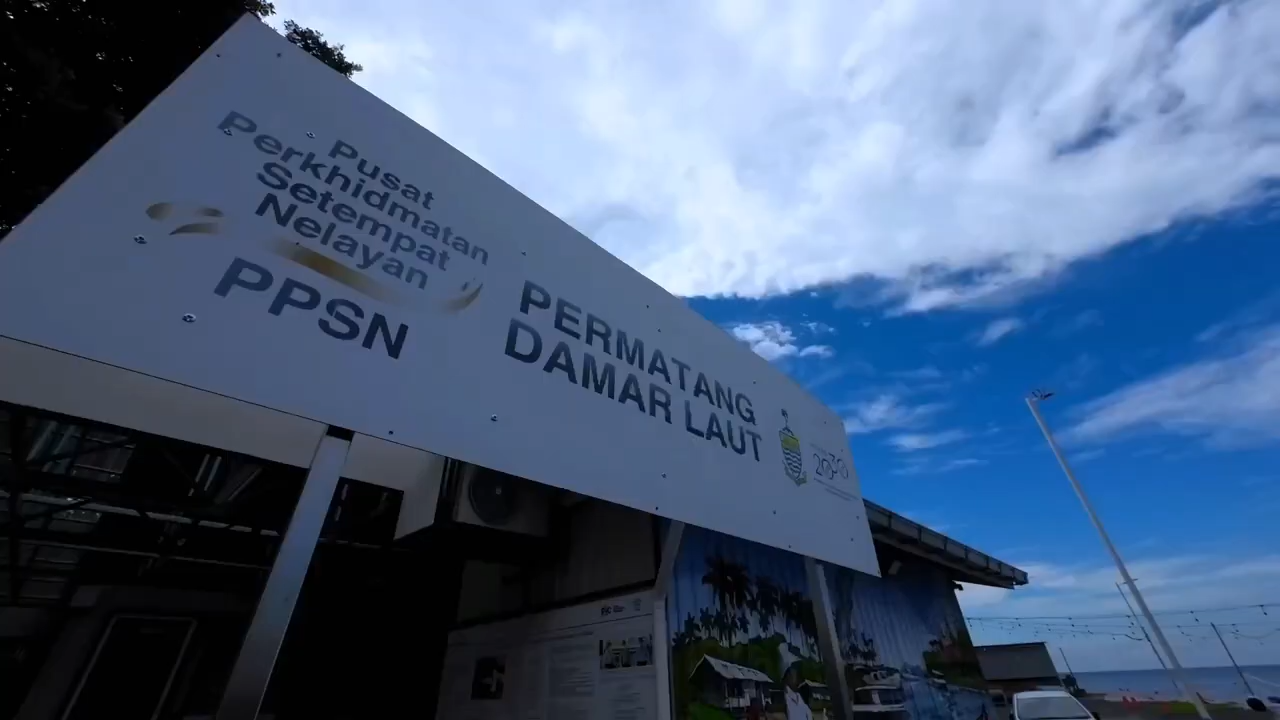 Pusat
Perkhidmatan
Setempat
Nelayan
PPSN
PERMATANG
DAMAR LAUT
2030